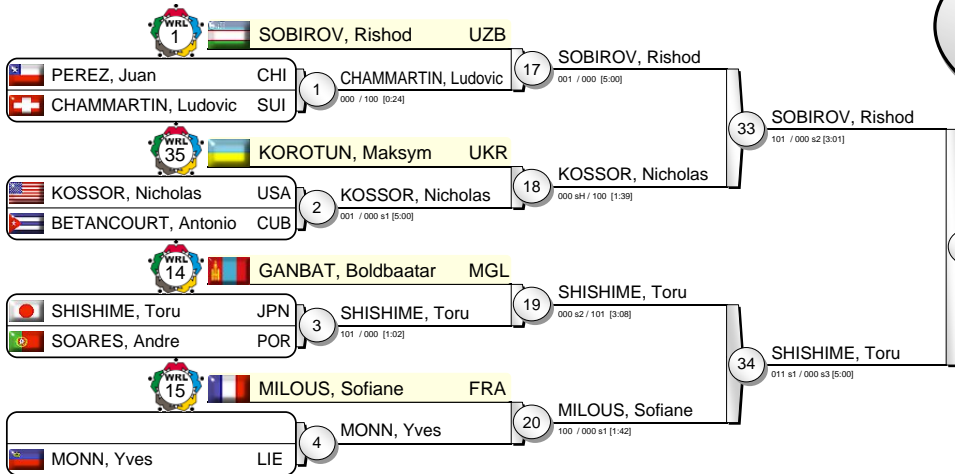 WRL 1 SOBIROV, Rishod UZB
PEREZ, Juan CHI
CHAMMARTIN, Ludovic SUI
1 CHAMMARTIN, Ludovic
000 / 100 [0:24]
17 SOBIROV, Rishod
001 / 000 [5:00]
WRL 35 KOROTUN, Maksym UKR
KOSSOR, Nicholas USA
BETANCOURT, Antonio CUB
2 KOSSOR, Nicholas
001 / 000 s1 [5:00]
18 KOSSOR, Nicholas
000 sH / 100 [1:39]
33 SOBIROV, Rishod
101 / 000 s2 [3:01]
WRL 14 GANBAT, Boldbaatar MGL
SHISHIME, Toru JPN
SOARES, Andre POR
3 SHISHIME, Toru
101 / 000 [1:02]
19 SHISHIME, Toru
000 s2 / 101 [3:08]
WRL 15 MILOUS, Sofiane FRA
MONN, Yves LIE
4 MONN, Yves
20 MILOUS, Sofiane
100 / 000 s1 [1:42]
34 SHISHIME, Toru
011 s1 / 000 s3 [5:00]